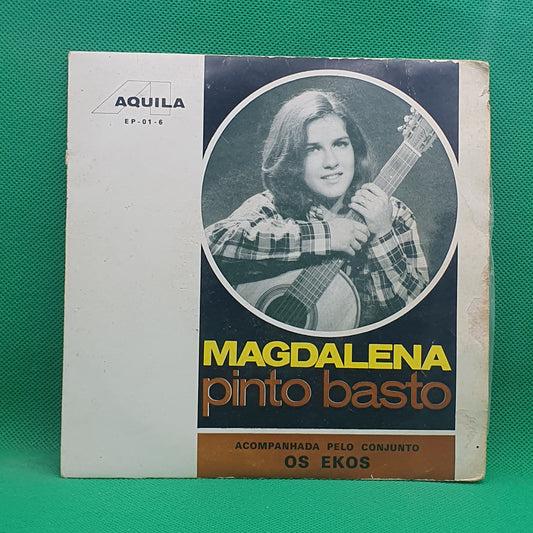 AQUILA
EP-01-6
MAGDALENA
pinto basto
ACOMPANHADA PELO CONJUNTO
OS EKOS